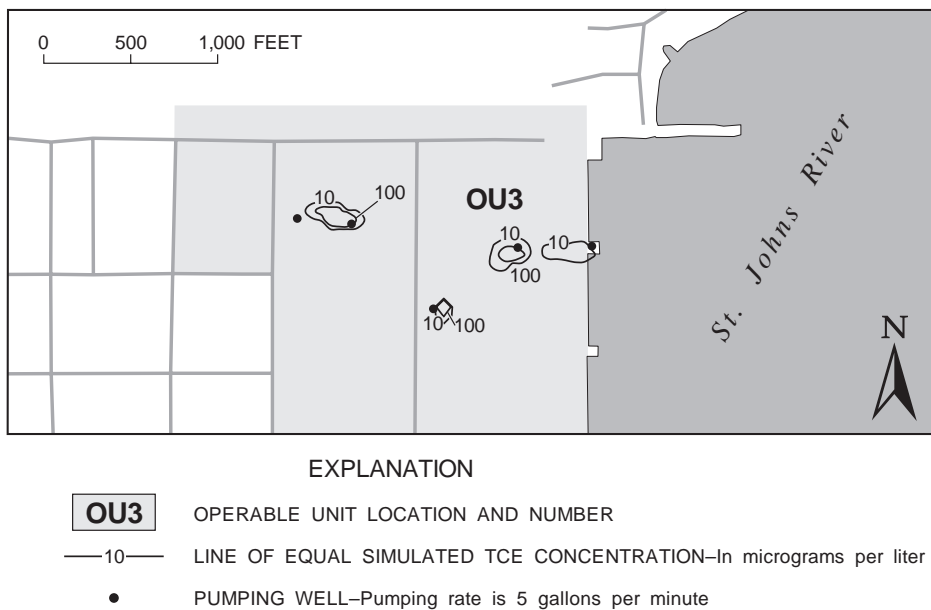 0 500 1,000 FEET
10
100
OU3
10
100
10
10
100
St. Johns River
N
EXPLANATION
OU3 OPERABLE UNIT LOCATION AND NUMBER
10 LINE OF EQUAL SIMULATED TCE CONCENTRATION–In micrograms per liter
PUMPING WELL–Pumping rate is 5 gallons per minute